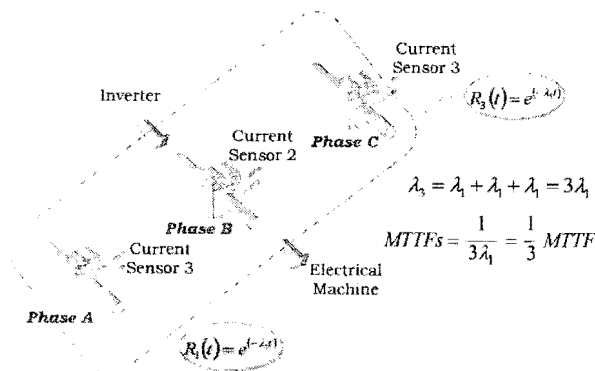 Current
Sensor 3
Inverter
R₃(t) = e^(-λ₃t)
Current
Sensor 2
Phase C
λ₃ = λ₁ + λ₁ + λ₁ = 3λ₁
Phase B
MTTFs = 1/(3λ₁) = 1/3 MTTF
Current
Sensor 3
Electrical
Machine
Phase A
R₁(t) = e^(-λ₁t)